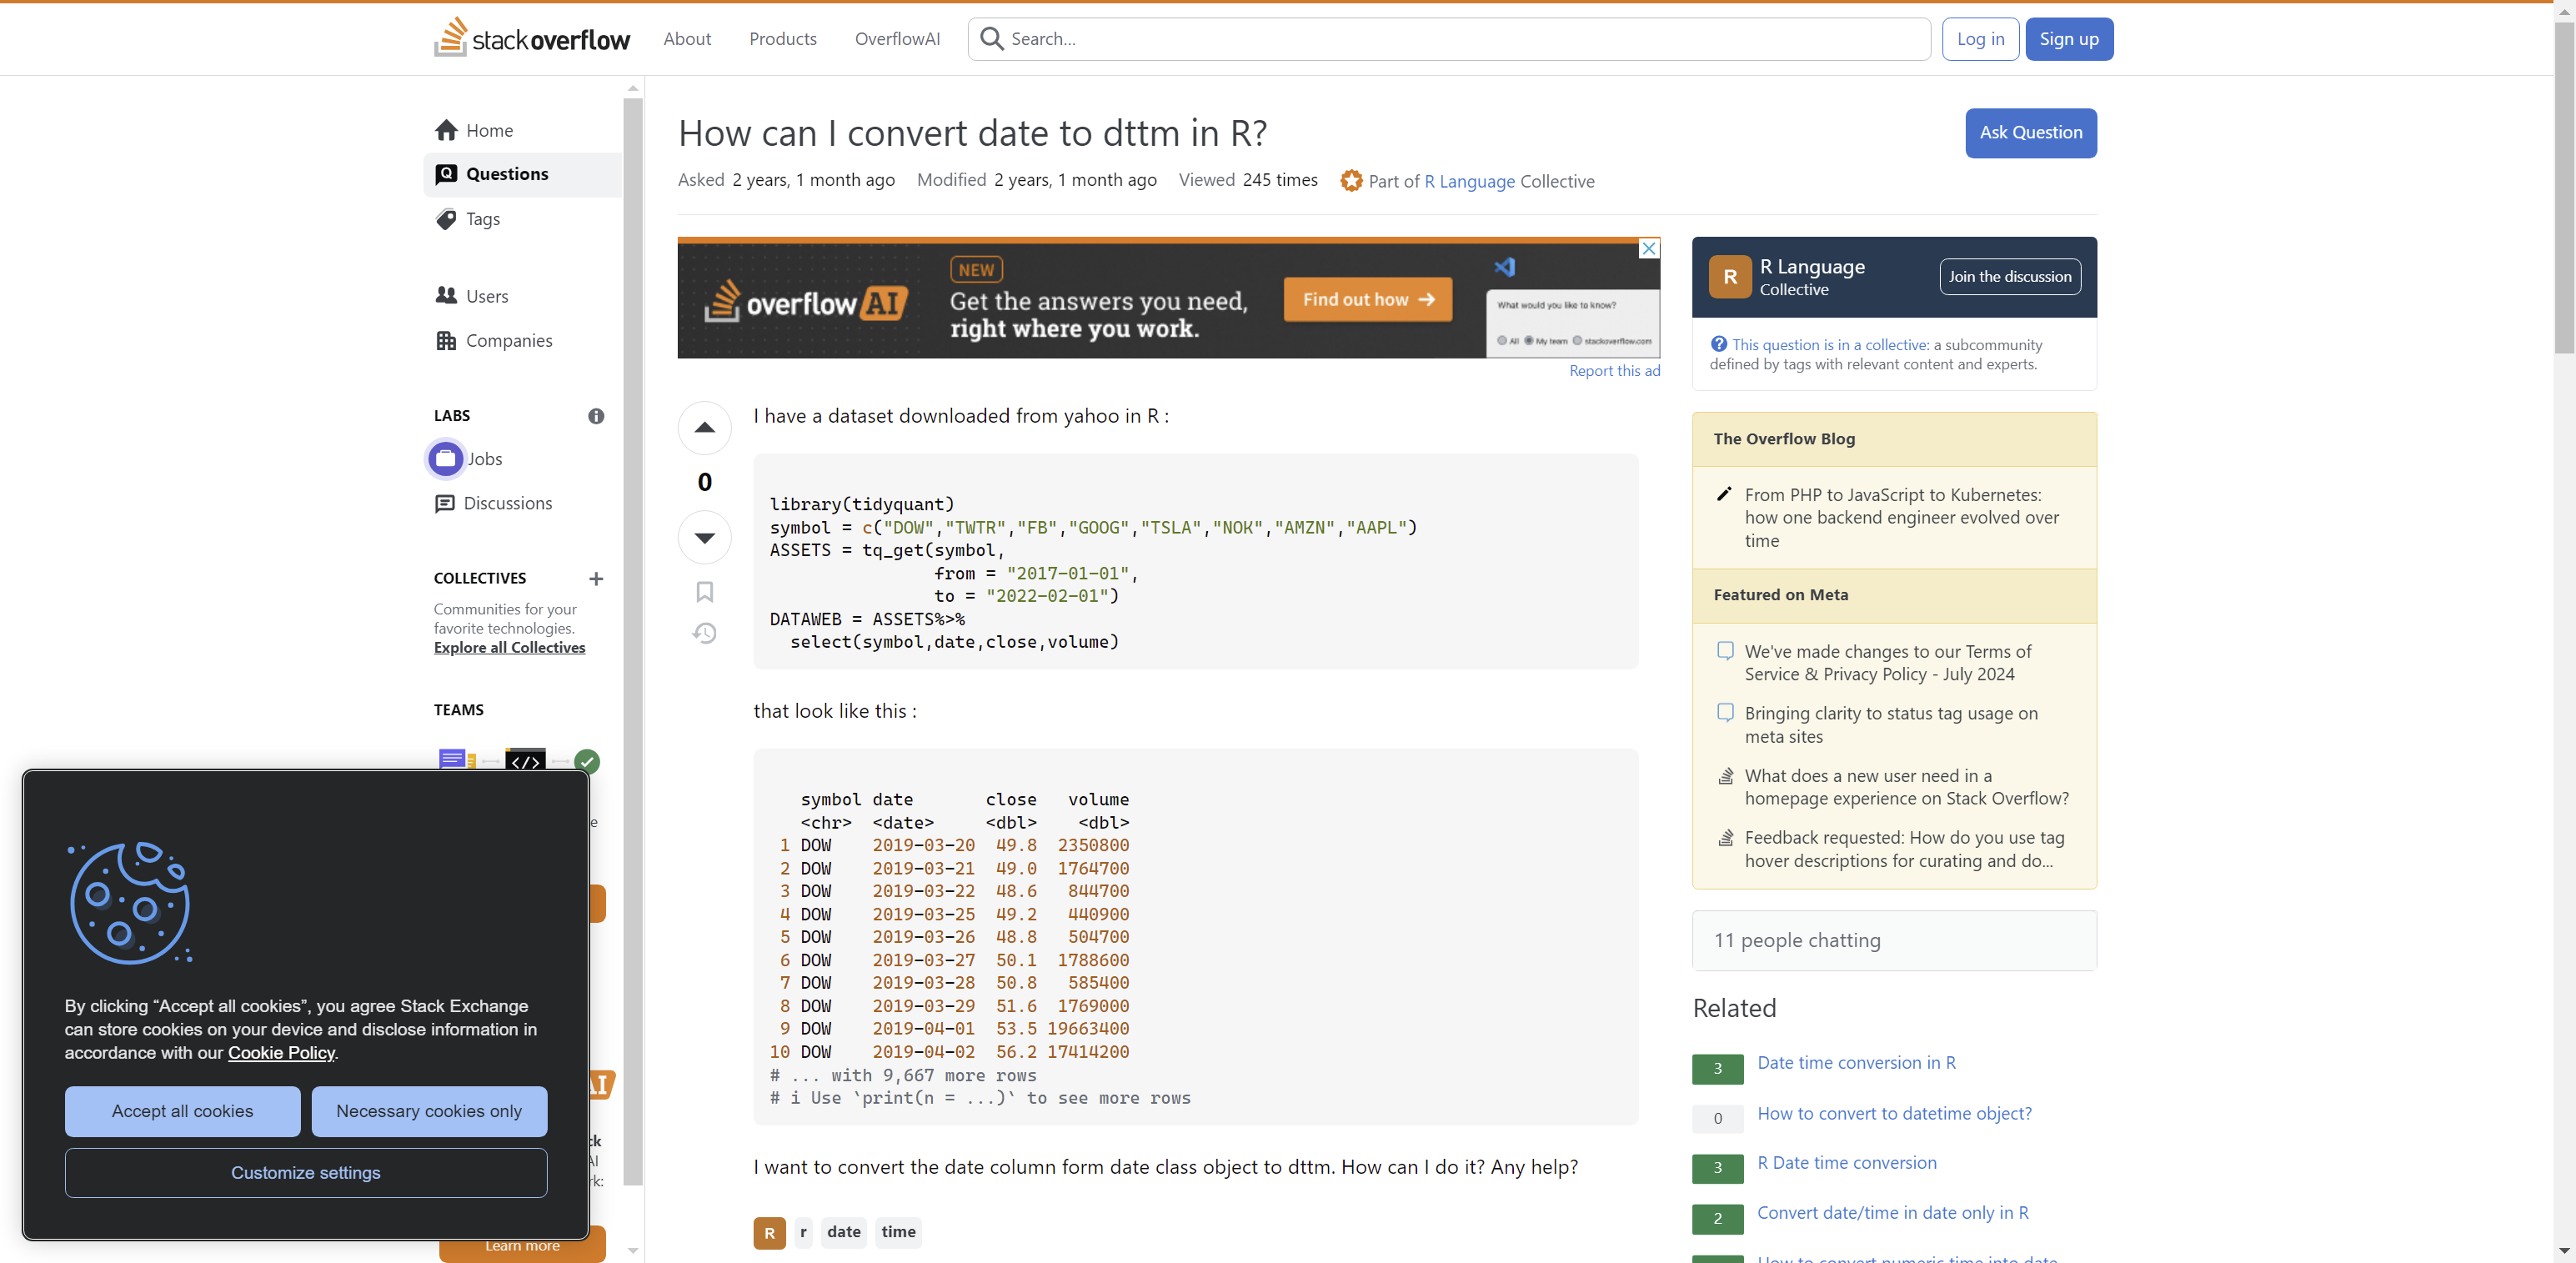 stackoverflow
About
Products
OverflowAI
Search...
Log in
Sign up
Home
Questions
Tags
Users
Companies
LABS
Jobs
Discussions
COLLECTIVES
Communities for your
favorite technologies.
Explore all Collectives
TEAMS
How can I convert date to dttm in R?
Ask Question
Asked 2 years, 1 month ago Modified 2 years, 1 month ago Viewed 245 times Part of R Language Collective
overflowAI
NEW
Get the answers you need,
right where you work.
Find out how →
What would you like to know?
All My team stackoverflow.com
Report this ad
0
I have a dataset downloaded from yahoo in R :
library(tidyquant)
symbol = c("DOW","TWTR","FB","GOOG","TSLA","NOK","AMZN","AAPL")
ASSETS = tq_get(symbol,
from = "2017-01-01",
to = "2022-02-01")
DATAWEB = ASSETS%>%
select(symbol,date,close,volume)
that look like this :
symbol date close volume
<chr> <date> <dbl> <dbl>
1 DOW 2019-03-20 49.8 2350800
2 DOW 2019-03-21 49.0 1764700
3 DOW 2019-03-22 48.6 844700
4 DOW 2019-03-25 49.2 440900
5 DOW 2019-03-26 48.8 504700
6 DOW 2019-03-27 50.1 1788600
7 DOW 2019-03-28 50.8 585400
8 DOW 2019-03-29 51.6 1769000
9 DOW 2019-04-01 53.5 19663400
10 DOW 2019-04-02 56.2 17414200
# ... with 9,667 more rows
# i Use `print(n = ...)` to see more rows
I want to convert the date column form date class object to dttm. How can I do it? Any help?
R r date time
R
R Language
Collective
Join the discussion
This question is in a collective: a subcommunity
defined by tags with relevant content and experts.
The Overflow Blog
From PHP to JavaScript to Kubernetes:
how one backend engineer evolved over
time
Featured on Meta
We've made changes to our Terms of
Service & Privacy Policy - July 2024
Bringing clarity to status tag usage on
meta sites
What does a new user need in a
homepage experience on Stack Overflow?
Feedback requested: How do you use tag
hover descriptions for curating and do...
11 people chatting
Related
3 Date time conversion in R
0 How to convert to datetime object?
3 R Date time conversion
2 Convert date/time in date only in R
How to convert numeric time into date
By clicking “Accept all cookies”, you agree Stack Exchange
can store cookies on your device and disclose information in
accordance with our Cookie Policy.
Accept all cookies
Necessary cookies only
Customize settings
e
AI
ck
AI
rk:
Learn more